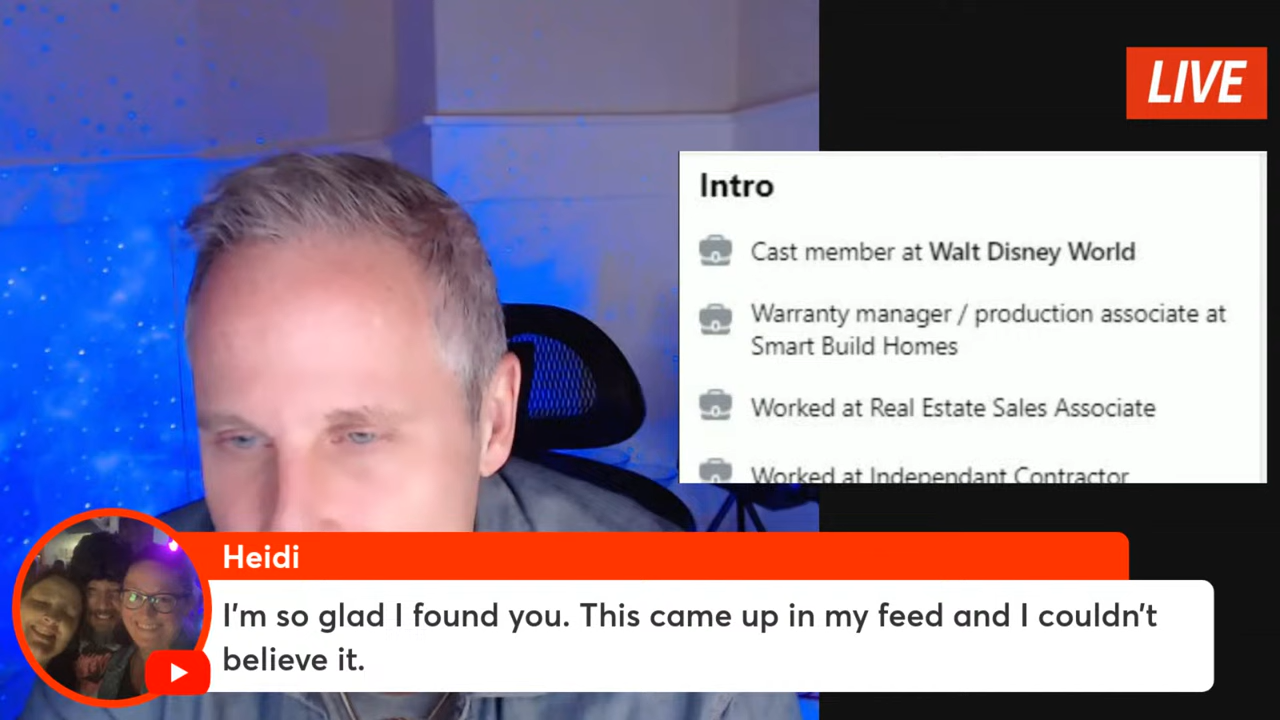 LIVE
Intro
Cast member at Walt Disney World
Warranty manager / production associate at
Smart Build Homes
Worked at Real Estate Sales Associate
Worked at Independant Contractor
Heidi
I'm so glad I found you. This came up in my feed and I couldn't
believe it.